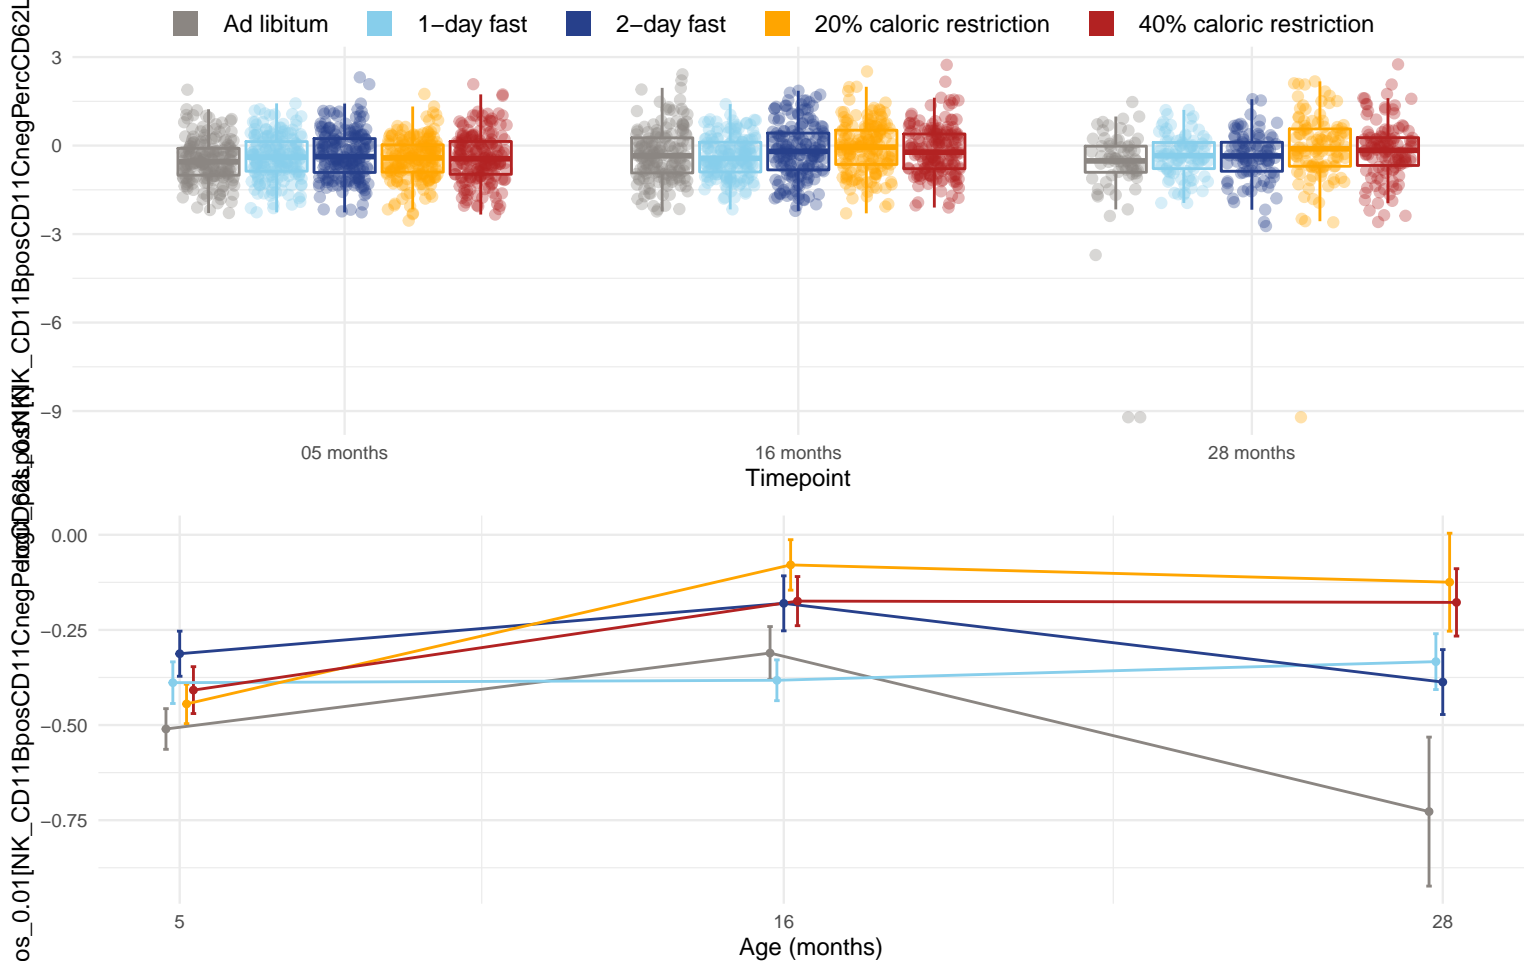 Ad libitum
1−day fast
2−day fast
20% caloric restriction
40% caloric restriction
3
0
−3
−6
−9
05 months
16 months
28 months
Timepoint
0.00
−0.25
−0.50
−0.75
5
16
28
Age (months)